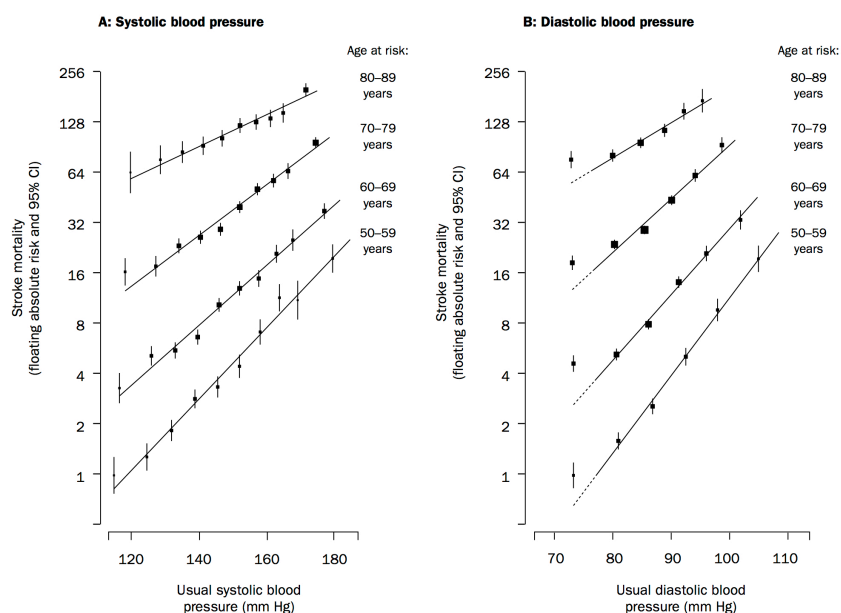 A: Systolic blood pressure
Age at risk:
256
128
64
32
16
8
4
2
1
Stroke mortality
(floating absolute risk and 95% CI)
80–89
years
70–79
years
60–69
years
50–59
years
120 140 160 180
Usual systolic blood
pressure (mm Hg)
B: Diastolic blood pressure
Age at risk:
256
128
64
32
16
8
4
2
1
Stroke mortality
(floating absolute risk and 95% CI)
80–89
years
70–79
years
60–69
years
50–59
years
70 80 90 100 110
Usual diastolic blood
pressure (mm Hg)